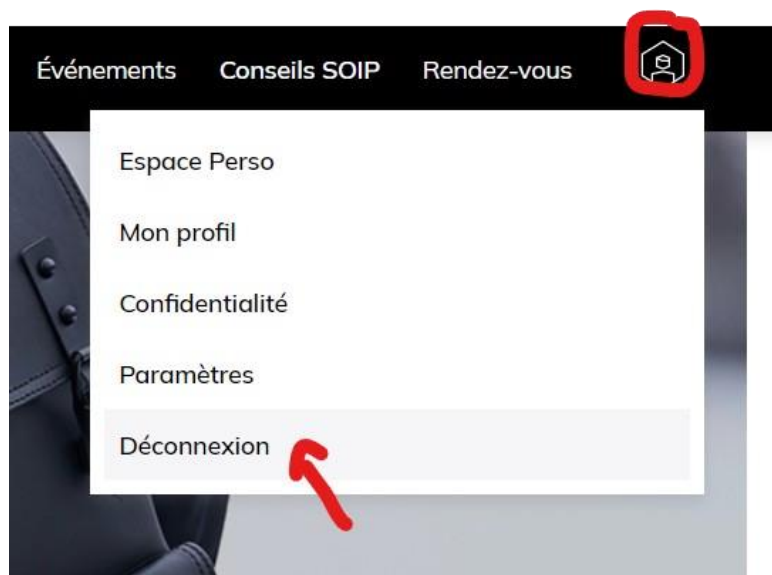 Événements Conseils SOIP Rendez-vous
Espace Perso
Mon profil
Confidentialité
Paramètres
Déconnexion